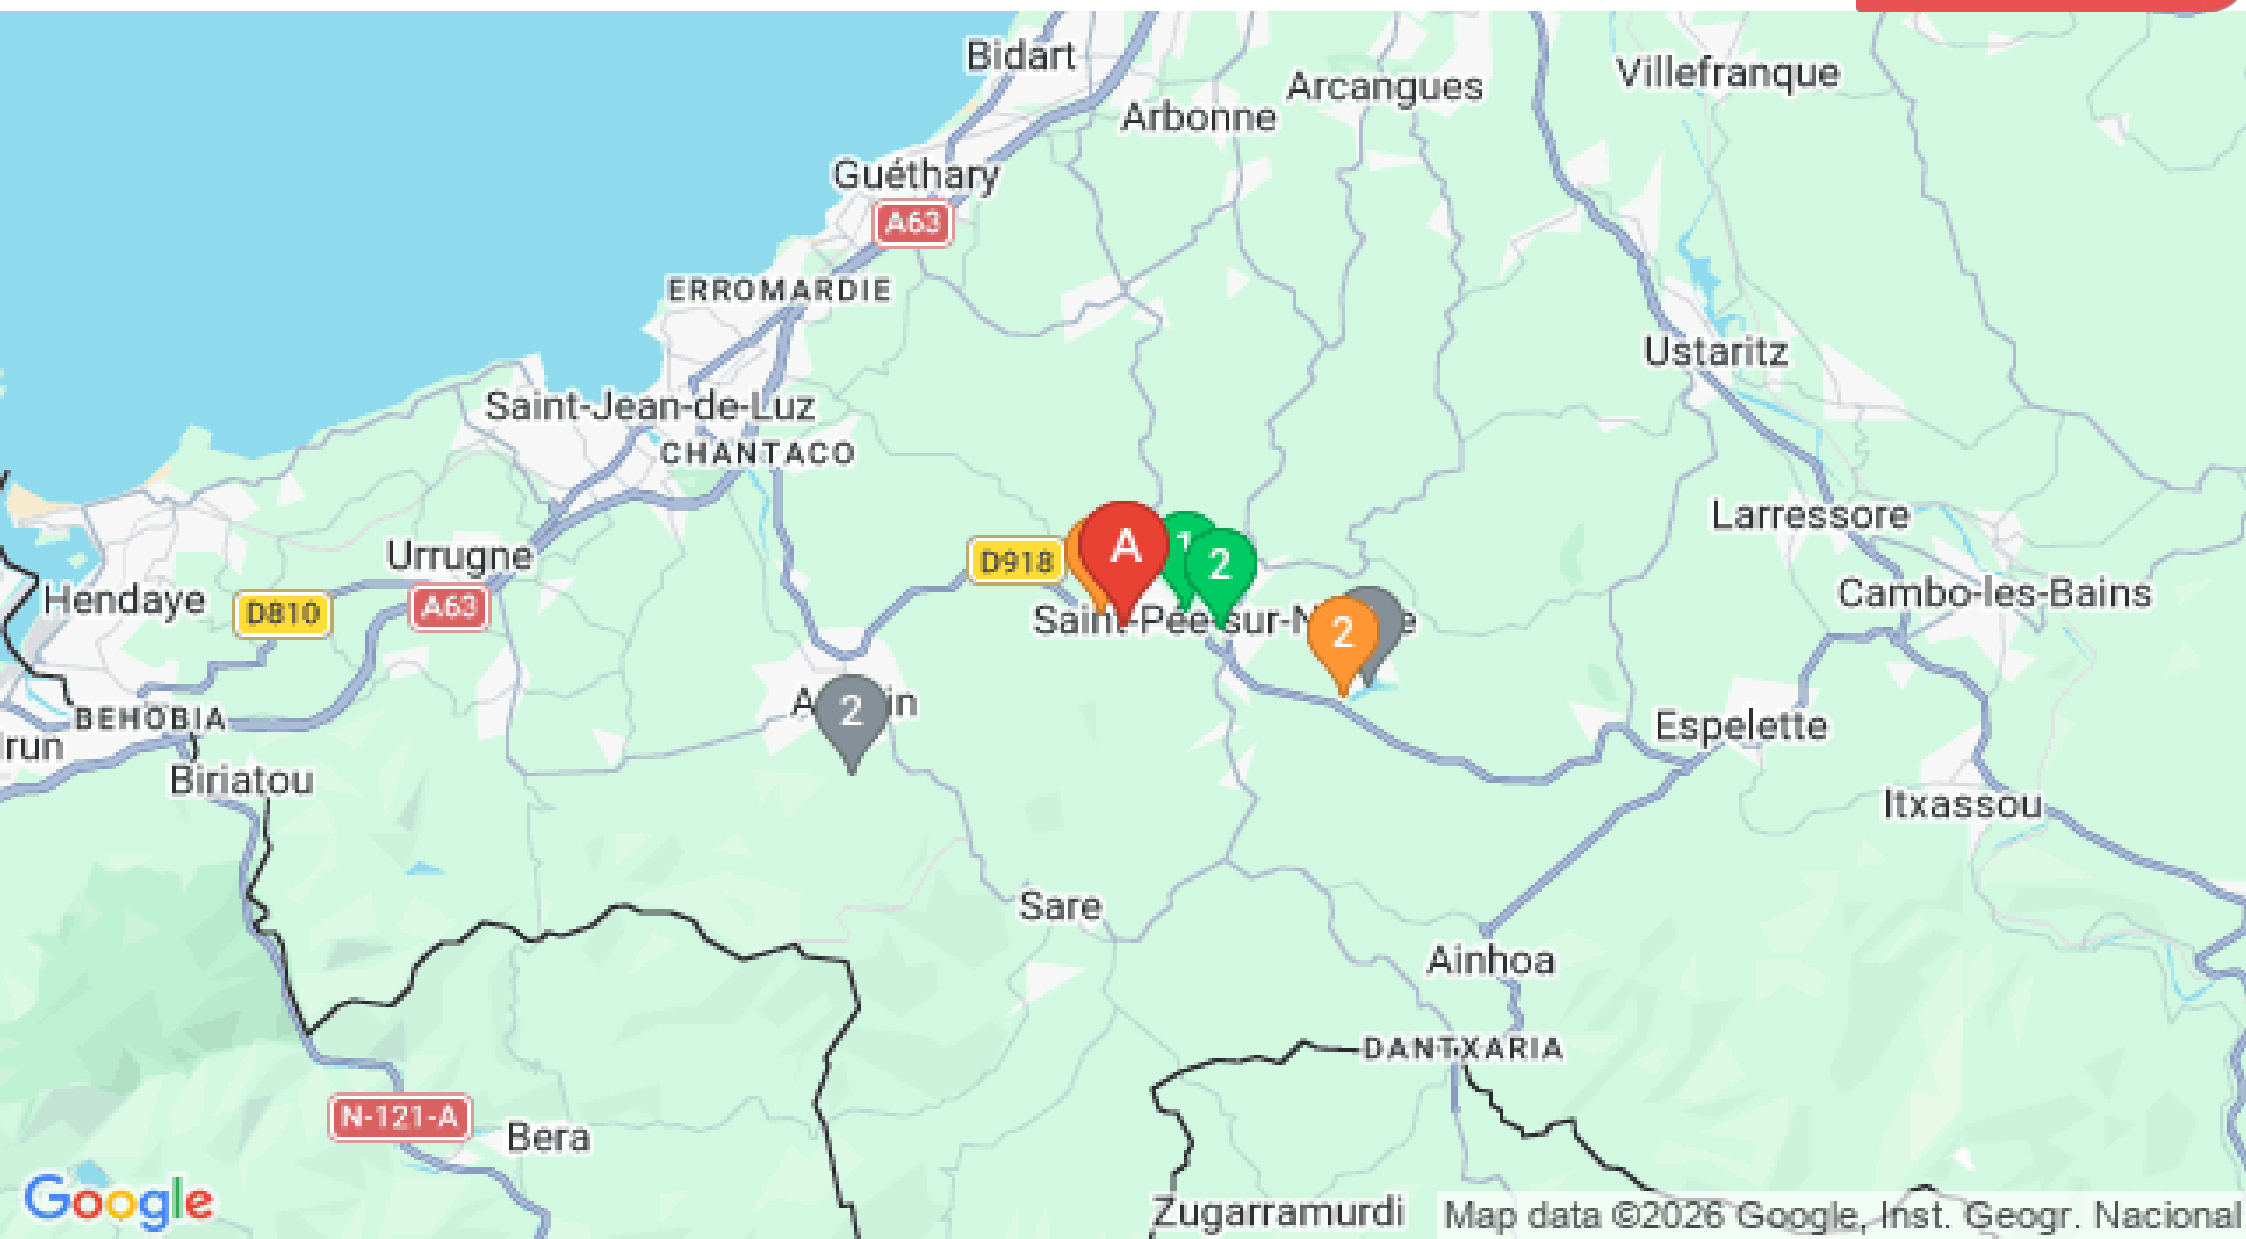 Bidart
Villefranque
Arcangues
Arbonne
Guéthary
A63
ERROMARDIE
Ustaritz
Saint-Jean-de-Luz
CHANTACO
Larressore
A
1
2
D918
Urrugne
Hendaye
D810
A63
Cambo-les-Bains
2
2
BEHOBIA
Irun
Espelette
Biriatou
Itxassou
Sare
Ainhoa
DANTXARIA
N-121-A
Bera
Google
Zugarramurdi
Map data ©2026 Google, Inst. Geogr. Nacional